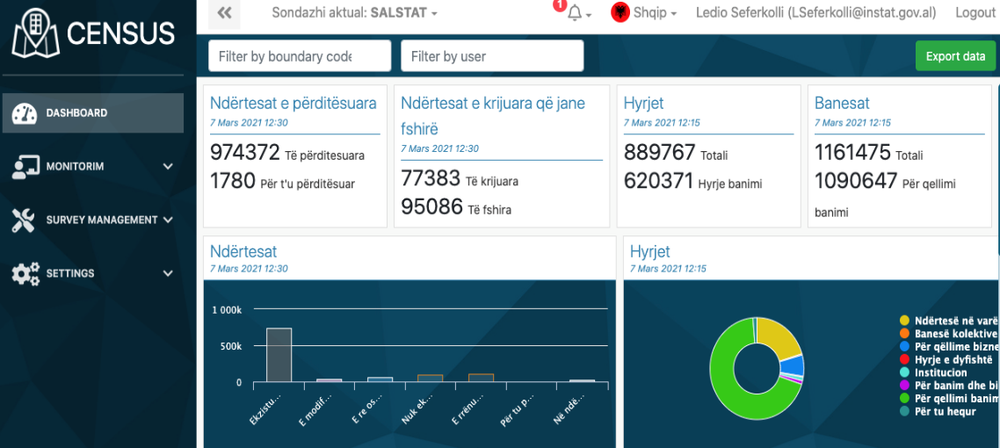 CENSUS
Sondazhi aktual: SALSTAT
1
Shqip
Ledio Seferkolli (LSeferkolli@instat.gov.al)
Logout
Filter by boundary code
Filter by user
Export data
DASHBOARD
MONITORIM
SURVEY MANAGEMENT
SETTINGS
Ndërtesat e përditësuara
7 Mars 2021 12:30
974372 Të përditesuara
1780 Për t'u përditësuar
Ndërtesat e krijuara që jane
fshirë
7 Mars 2021 12:30
77383 Të krijuara
95086 Të fshira
Hyrjet
7 Mars 2021 12:15
889767 Totali
620371 Hyrje banimi
Banesat
7 Mars 2021 12:15
1161475 Totali
1090647 Për qellimi
banimi
Ndërtesat
7 Mars 2021 12:30
1 000k
500k
0
Ekzistu...
E modif...
E re os...
Nuk ek...
E rrënu...
Për tu p...
Në ndë...
Hyrjet
7 Mars 2021 12:15
Ndërtesë në varë
Banesë kolektive
Për qëllime bizne
Hyrje e dyfishtë
Institucion
Për banim dhe bi
Për qellimi banim
Për tu hequr